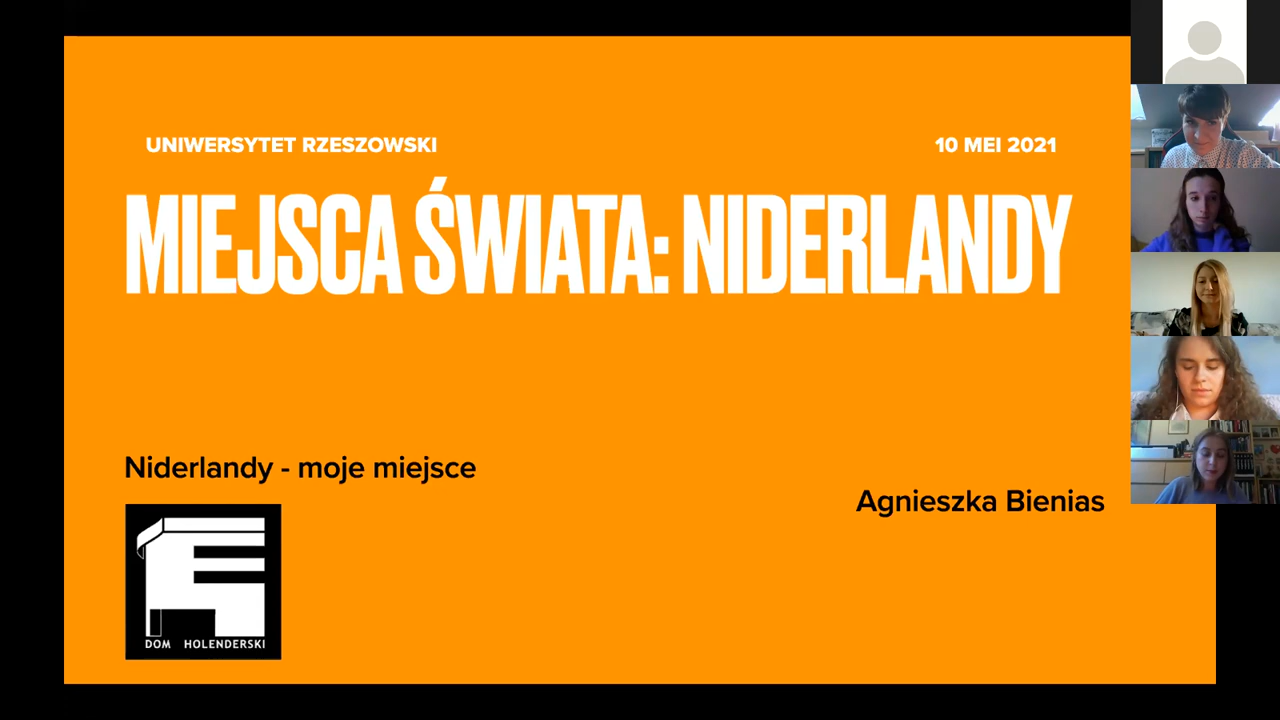 UNIWERSYTET RZESZOWSKI
10 MEI 2021
MIEJSCA ŚWIATA: NIDERLANDY
Niderlandy - moje miejsce
Agnieszka Bienias
DOM HOLENDERSKI